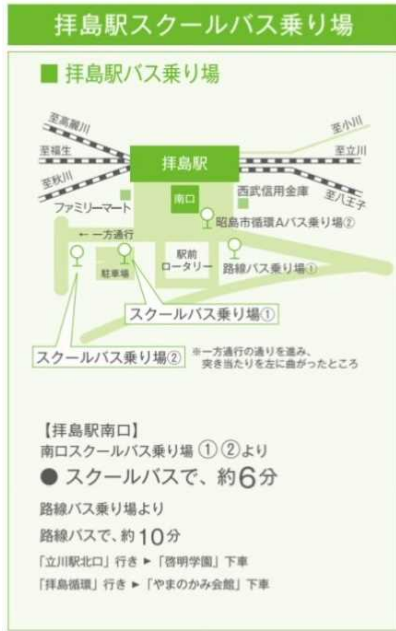 拝島駅スクールバス乗り場
■ 拝島駅バス乗り場
至高麗川
至福生
至秋川
至小川
至立川
至八王子
拝島駅
南口
西武信用金庫
ファミリーマート
昭島市循環Aバス乗り場②
← 一方通行
駐車場
駅前
ロータリー
路線バス乗り場①
スクールバス乗り場①
スクールバス乗り場②
※一方通行の通りを進み、
突き当たりを左に曲がったところ
【拝島駅南口】
南口スクールバス乗り場①②より
● スクールバスで、約6分
路線バス乗り場より
路線バスで、約10分
「立川駅北口」行き ▶ 「啓明学園」下車
「拝島循環」行き ▶ 「やまのかみ会館」下車